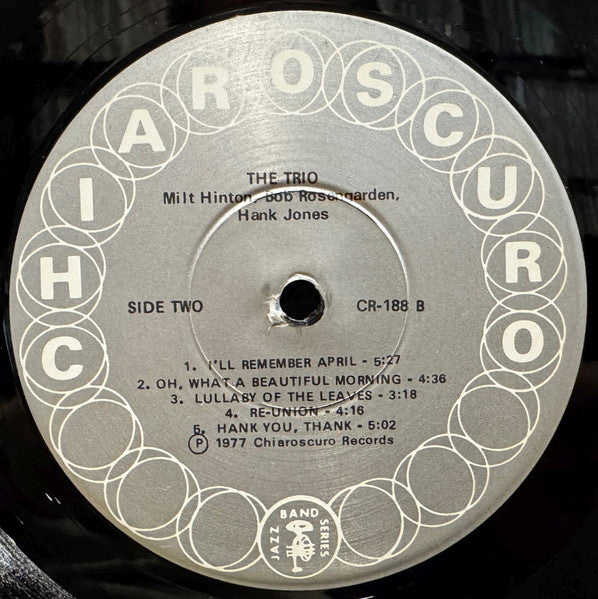 CHIAROSCURO
THE TRIO
Milt Hinton, Bob Rosengarden,
Hank Jones
SIDE TWO
CR-188 B
1. I'LL REMEMBER APRIL - 5:27
2. OH, WHAT A BEAUTIFUL MORNING - 4:36
3. LULLABY OF THE LEAVES - 3:18
4. RE-UNION - 4:16
5. HANK YOU, THANK - 5:02
Ⓟ 1977 Chiaroscuro Records
JAZZ BAND SERIES